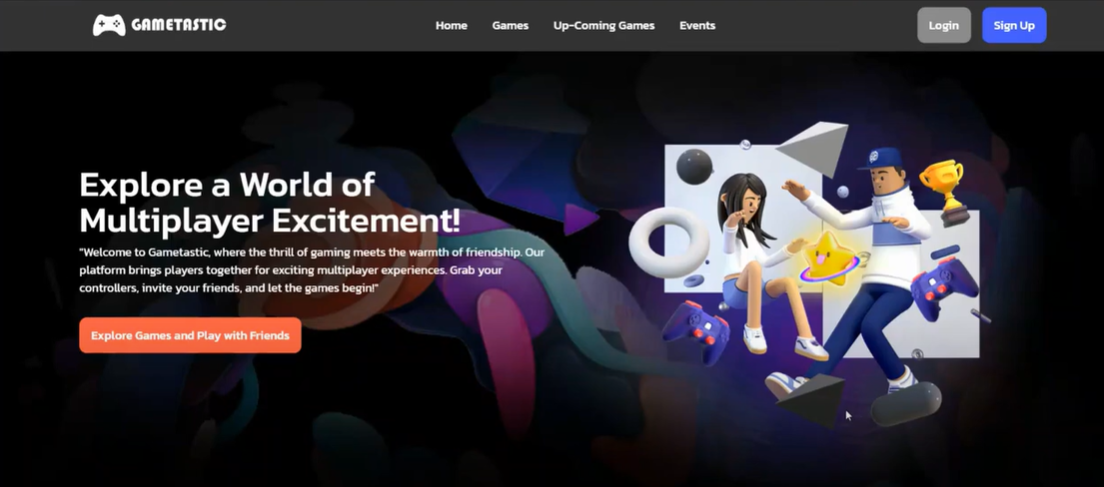 GAMETASTIC
Home Games Up-Coming Games Events
Login Sign Up
Explore a World of
Multiplayer Excitement!
"Welcome to Gametastic, where the thrill of gaming meets the warmth of friendship. Our
platform brings players together for exciting multiplayer experiences. Grab your
controllers, invite your friends, and let the games begin!"
Explore Games and Play with Friends